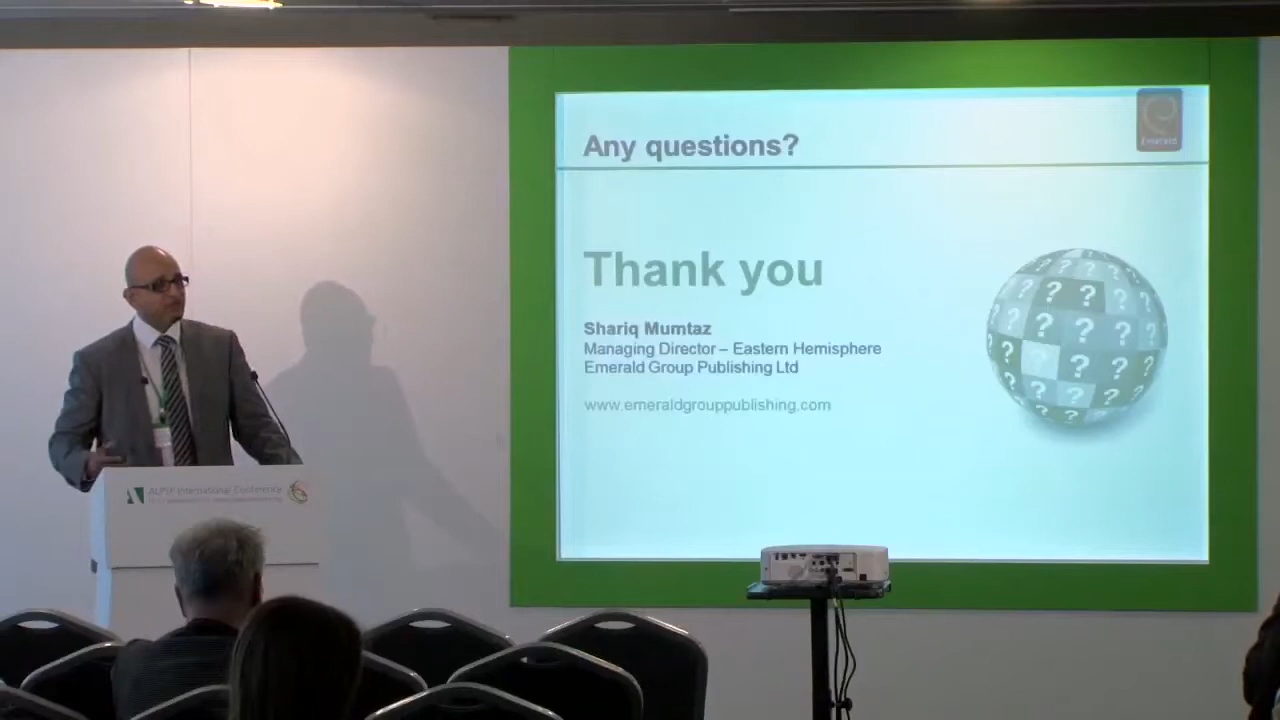 Any questions?
Emerald
Thank you
Shariq Mumtaz
Managing Director – Eastern Hemisphere
Emerald Group Publishing Ltd
www.emeraldgrouppublishing.com
ALPSP International Conference